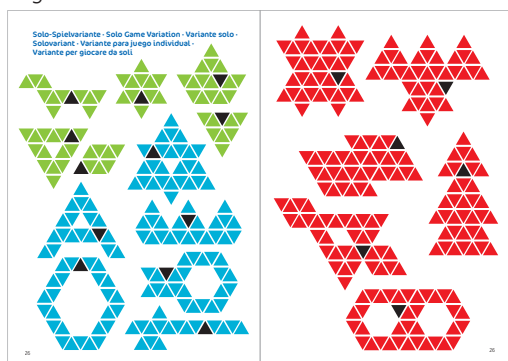 Solo-Spielvariante · Solo Game Variation · Variante solo ·
Solovariant · Variante para juego individual ·
Variante per giocare da soli
26
26